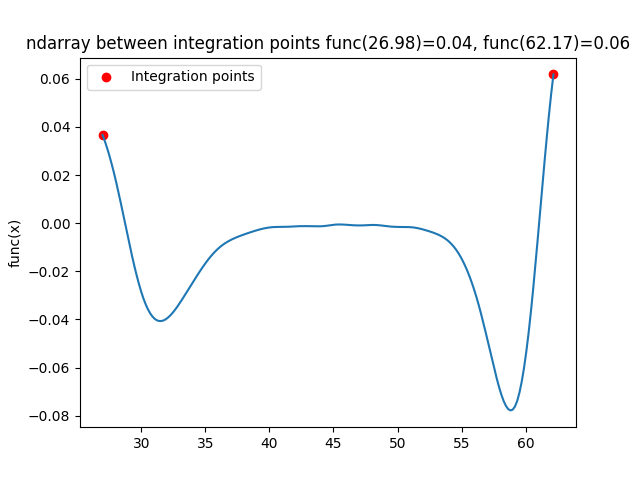 ndarray between integration points func(26.98)=0.04, func(62.17)=0.06
Integration points
func(x)
0.06
0.04
0.02
0.00
−0.02
−0.04
−0.06
−0.08
30 35 40 45 50 55 60